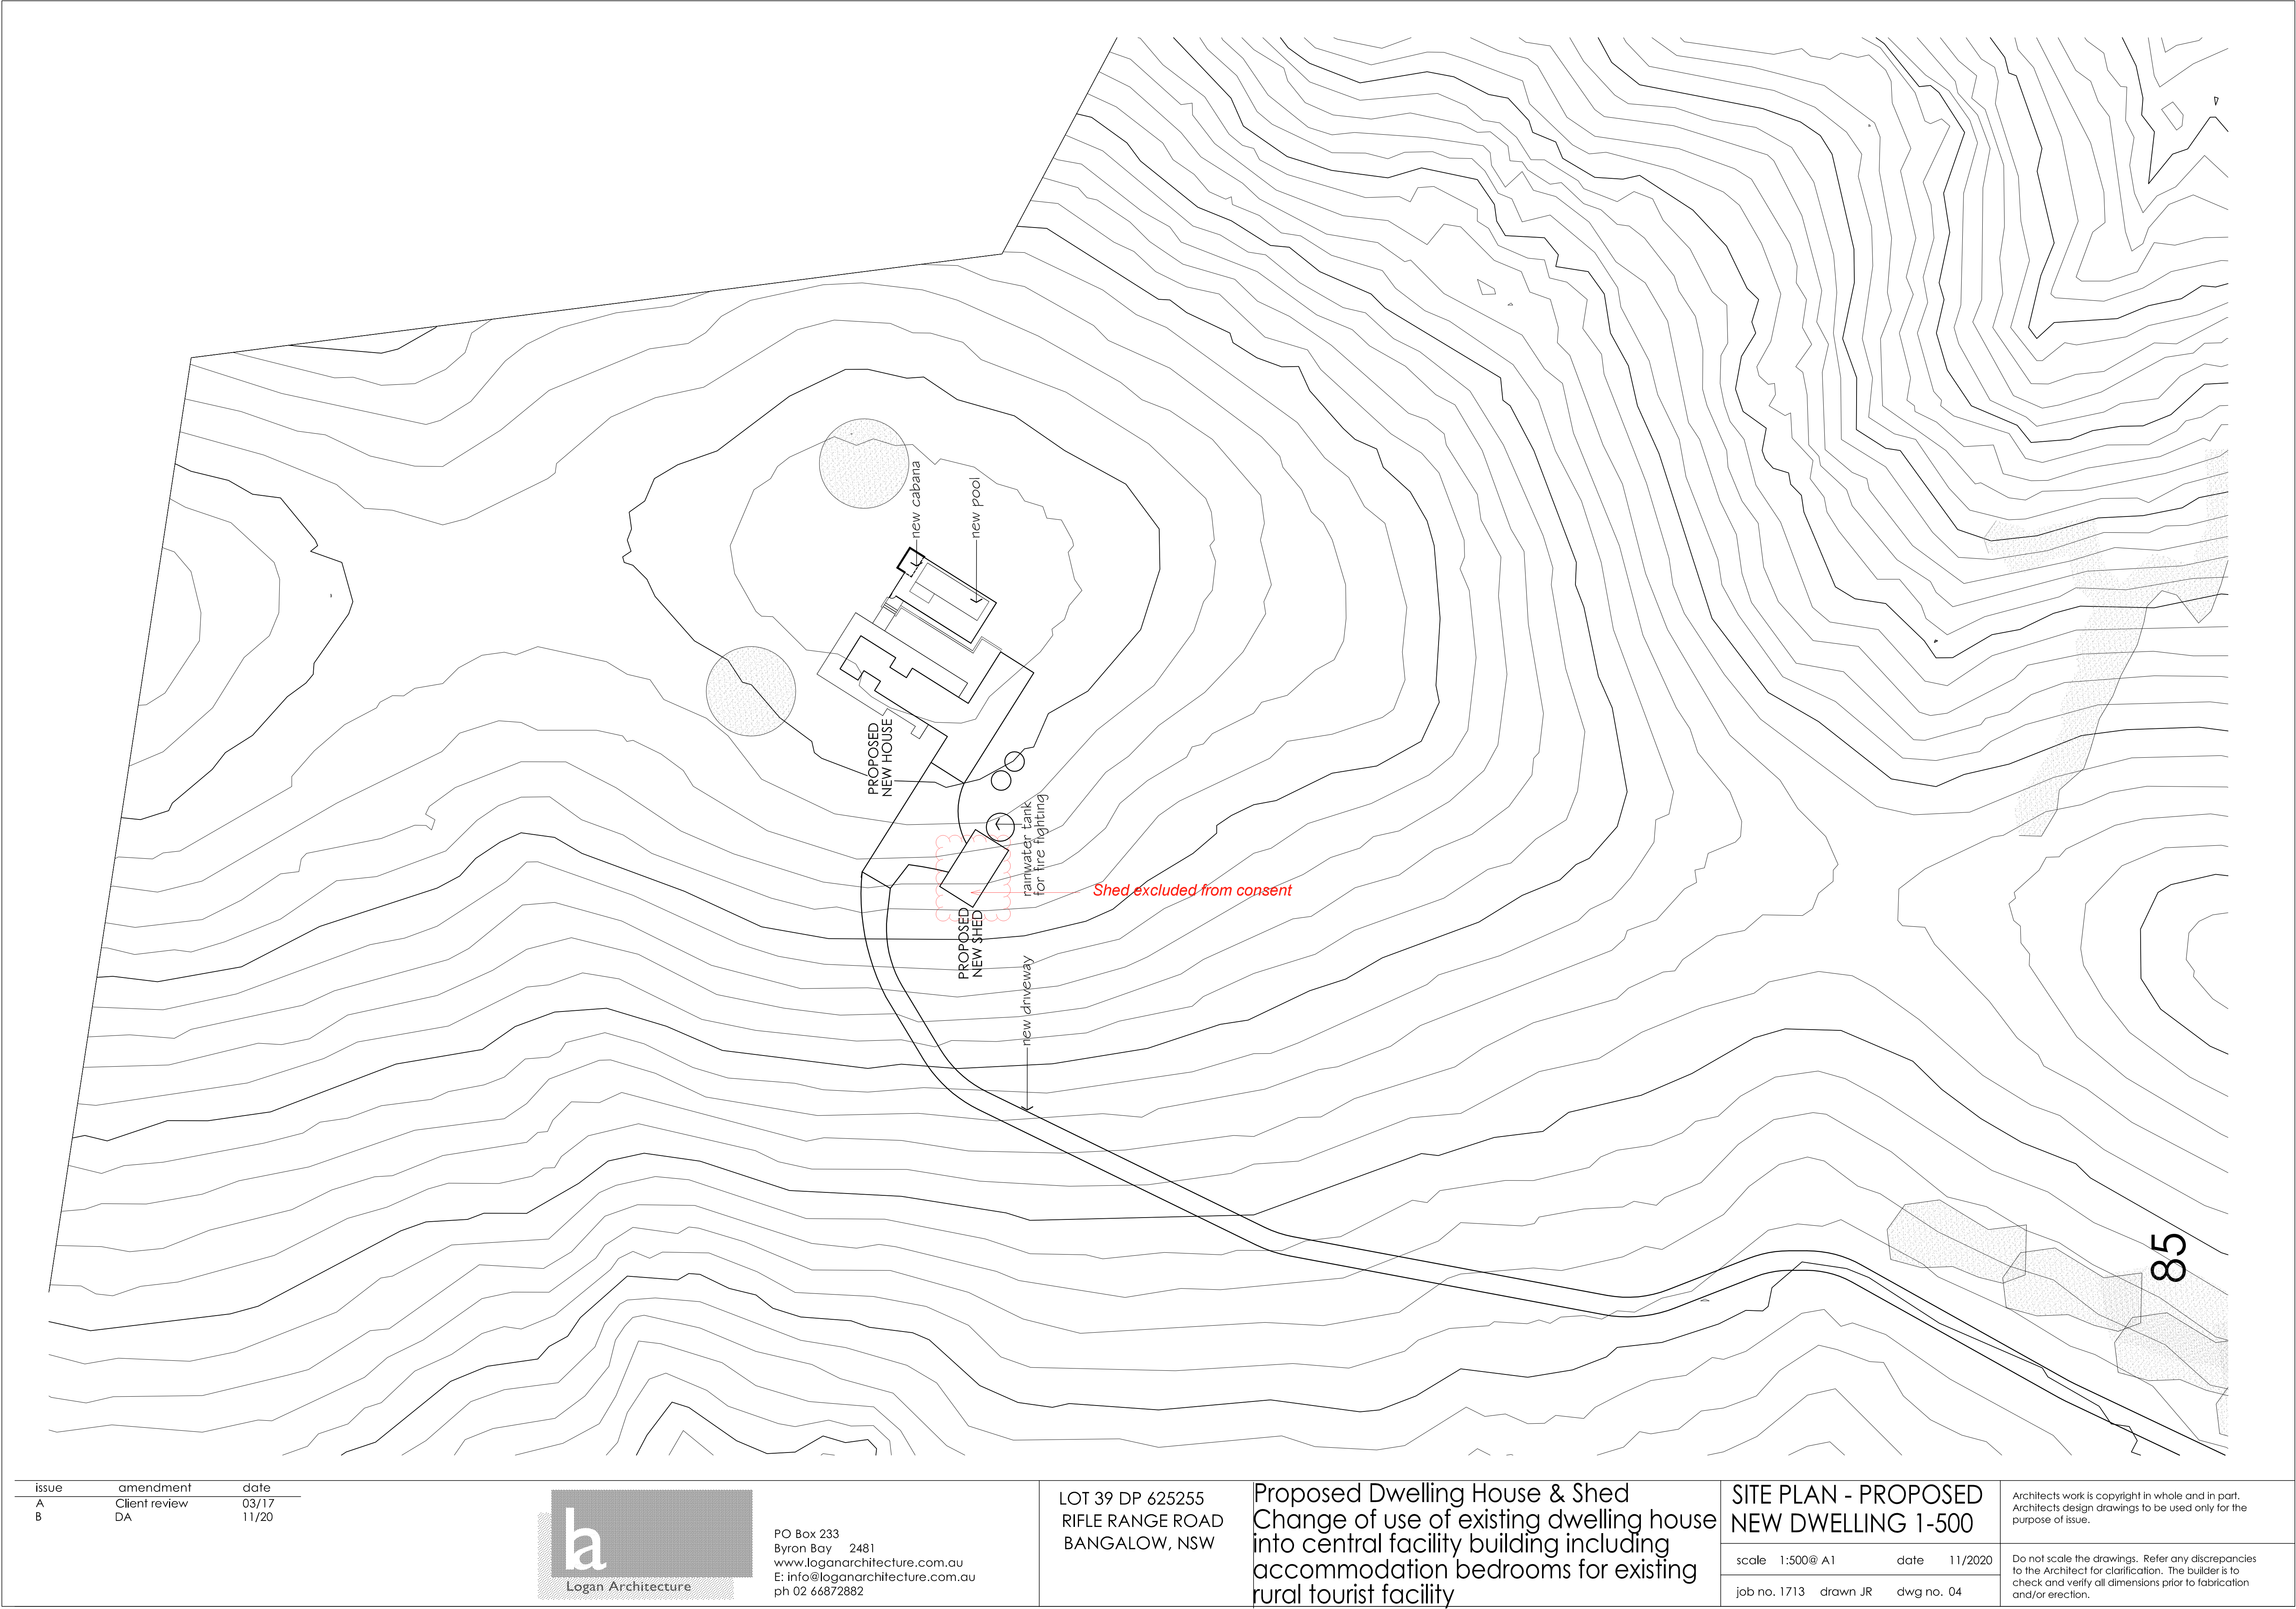 new cabana
new pool
PROPOSED
NEW HOUSE
rainwater tank
for fire fighting
Shed excluded from consent
PROPOSED
NEW SHED
new driveway
85
issue amendment date
A Client review 03/17
B DA 11/20
ba
Logan Architecture
PO Box 233
Byron Bay 2481
www.loganarchitecture.com.au
E: info@loganarchitecture.com.au
ph 02 66872882
LOT 39 DP 625255
RIFLE RANGE ROAD
BANGALOW, NSW
Proposed Dwelling House & Shed
Change of use of existing dwelling house
into central facility building including
accommodation bedrooms for existing
rural tourist facility
SITE PLAN - PROPOSED
NEW DWELLING 1-500
scale 1:500@ A1 date 11/2020
job no. 1713 drawn JR dwg no. 04
Architects work is copyright in whole and in part.
Architects design drawings to be used only for the
purpose of issue.
Do not scale the drawings. Refer any discrepancies
to the Architect for clarification. The builder is to
check and verify all dimensions prior to fabrication
and/or erection.